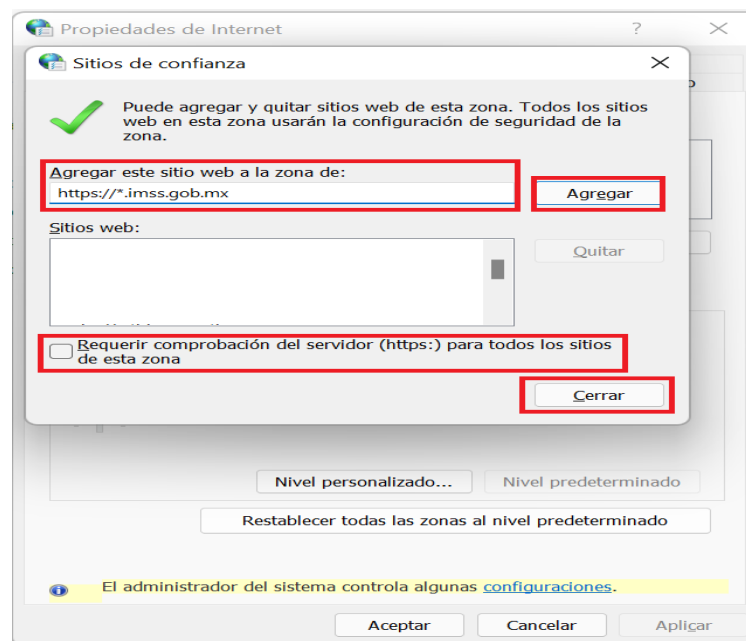 Propiedades de Internet
Sitios de confianza
Puede agregar y quitar sitios web de esta zona. Todos los sitios
web en esta zona usarán la configuración de seguridad de la
zona.
Agregar este sitio web a la zona de:
https://*.imss.gob.mx
Agregar
Sitios web:
Quitar
Requerir comprobación del servidor (https:) para todos los sitios
de esta zona
Cerrar
Nivel personalizado...
Nivel predeterminado
Restablecer todas las zonas al nivel predeterminado
El administrador del sistema controla algunas configuraciones.
Aceptar
Cancelar
Aplicar